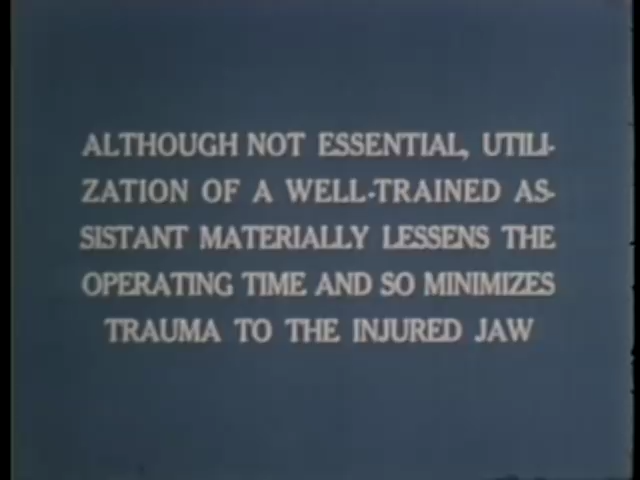 ALTHOUGH NOT ESSENTIAL, UTILI-
ZATION OF A WELL-TRAINED AS-
SISTANT MATERIALLY LESSENS THE
OPERATING TIME AND SO MINIMIZES
TRAUMA TO THE INJURED JAW